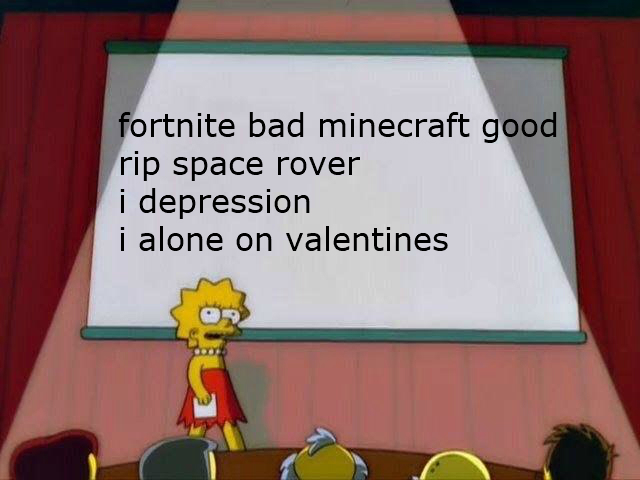 fortnite bad minecraft good
rip space rover
i depression
i alone on valentines